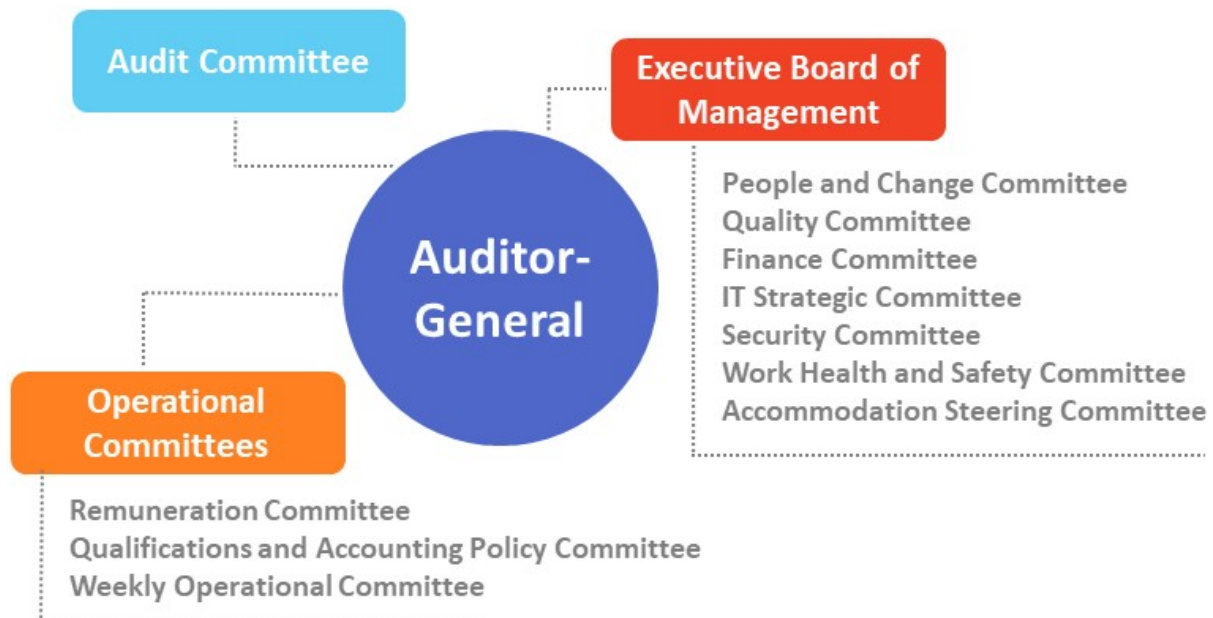 Audit Committee
Executive Board of
Management
People and Change Committee
Quality Committee
Finance Committee
IT Strategic Committee
Security Committee
Work Health and Safety Committee
Accommodation Steering Committee
Auditor-
General
Operational
Committees
Remuneration Committee
Qualifications and Accounting Policy Committee
Weekly Operational Committee